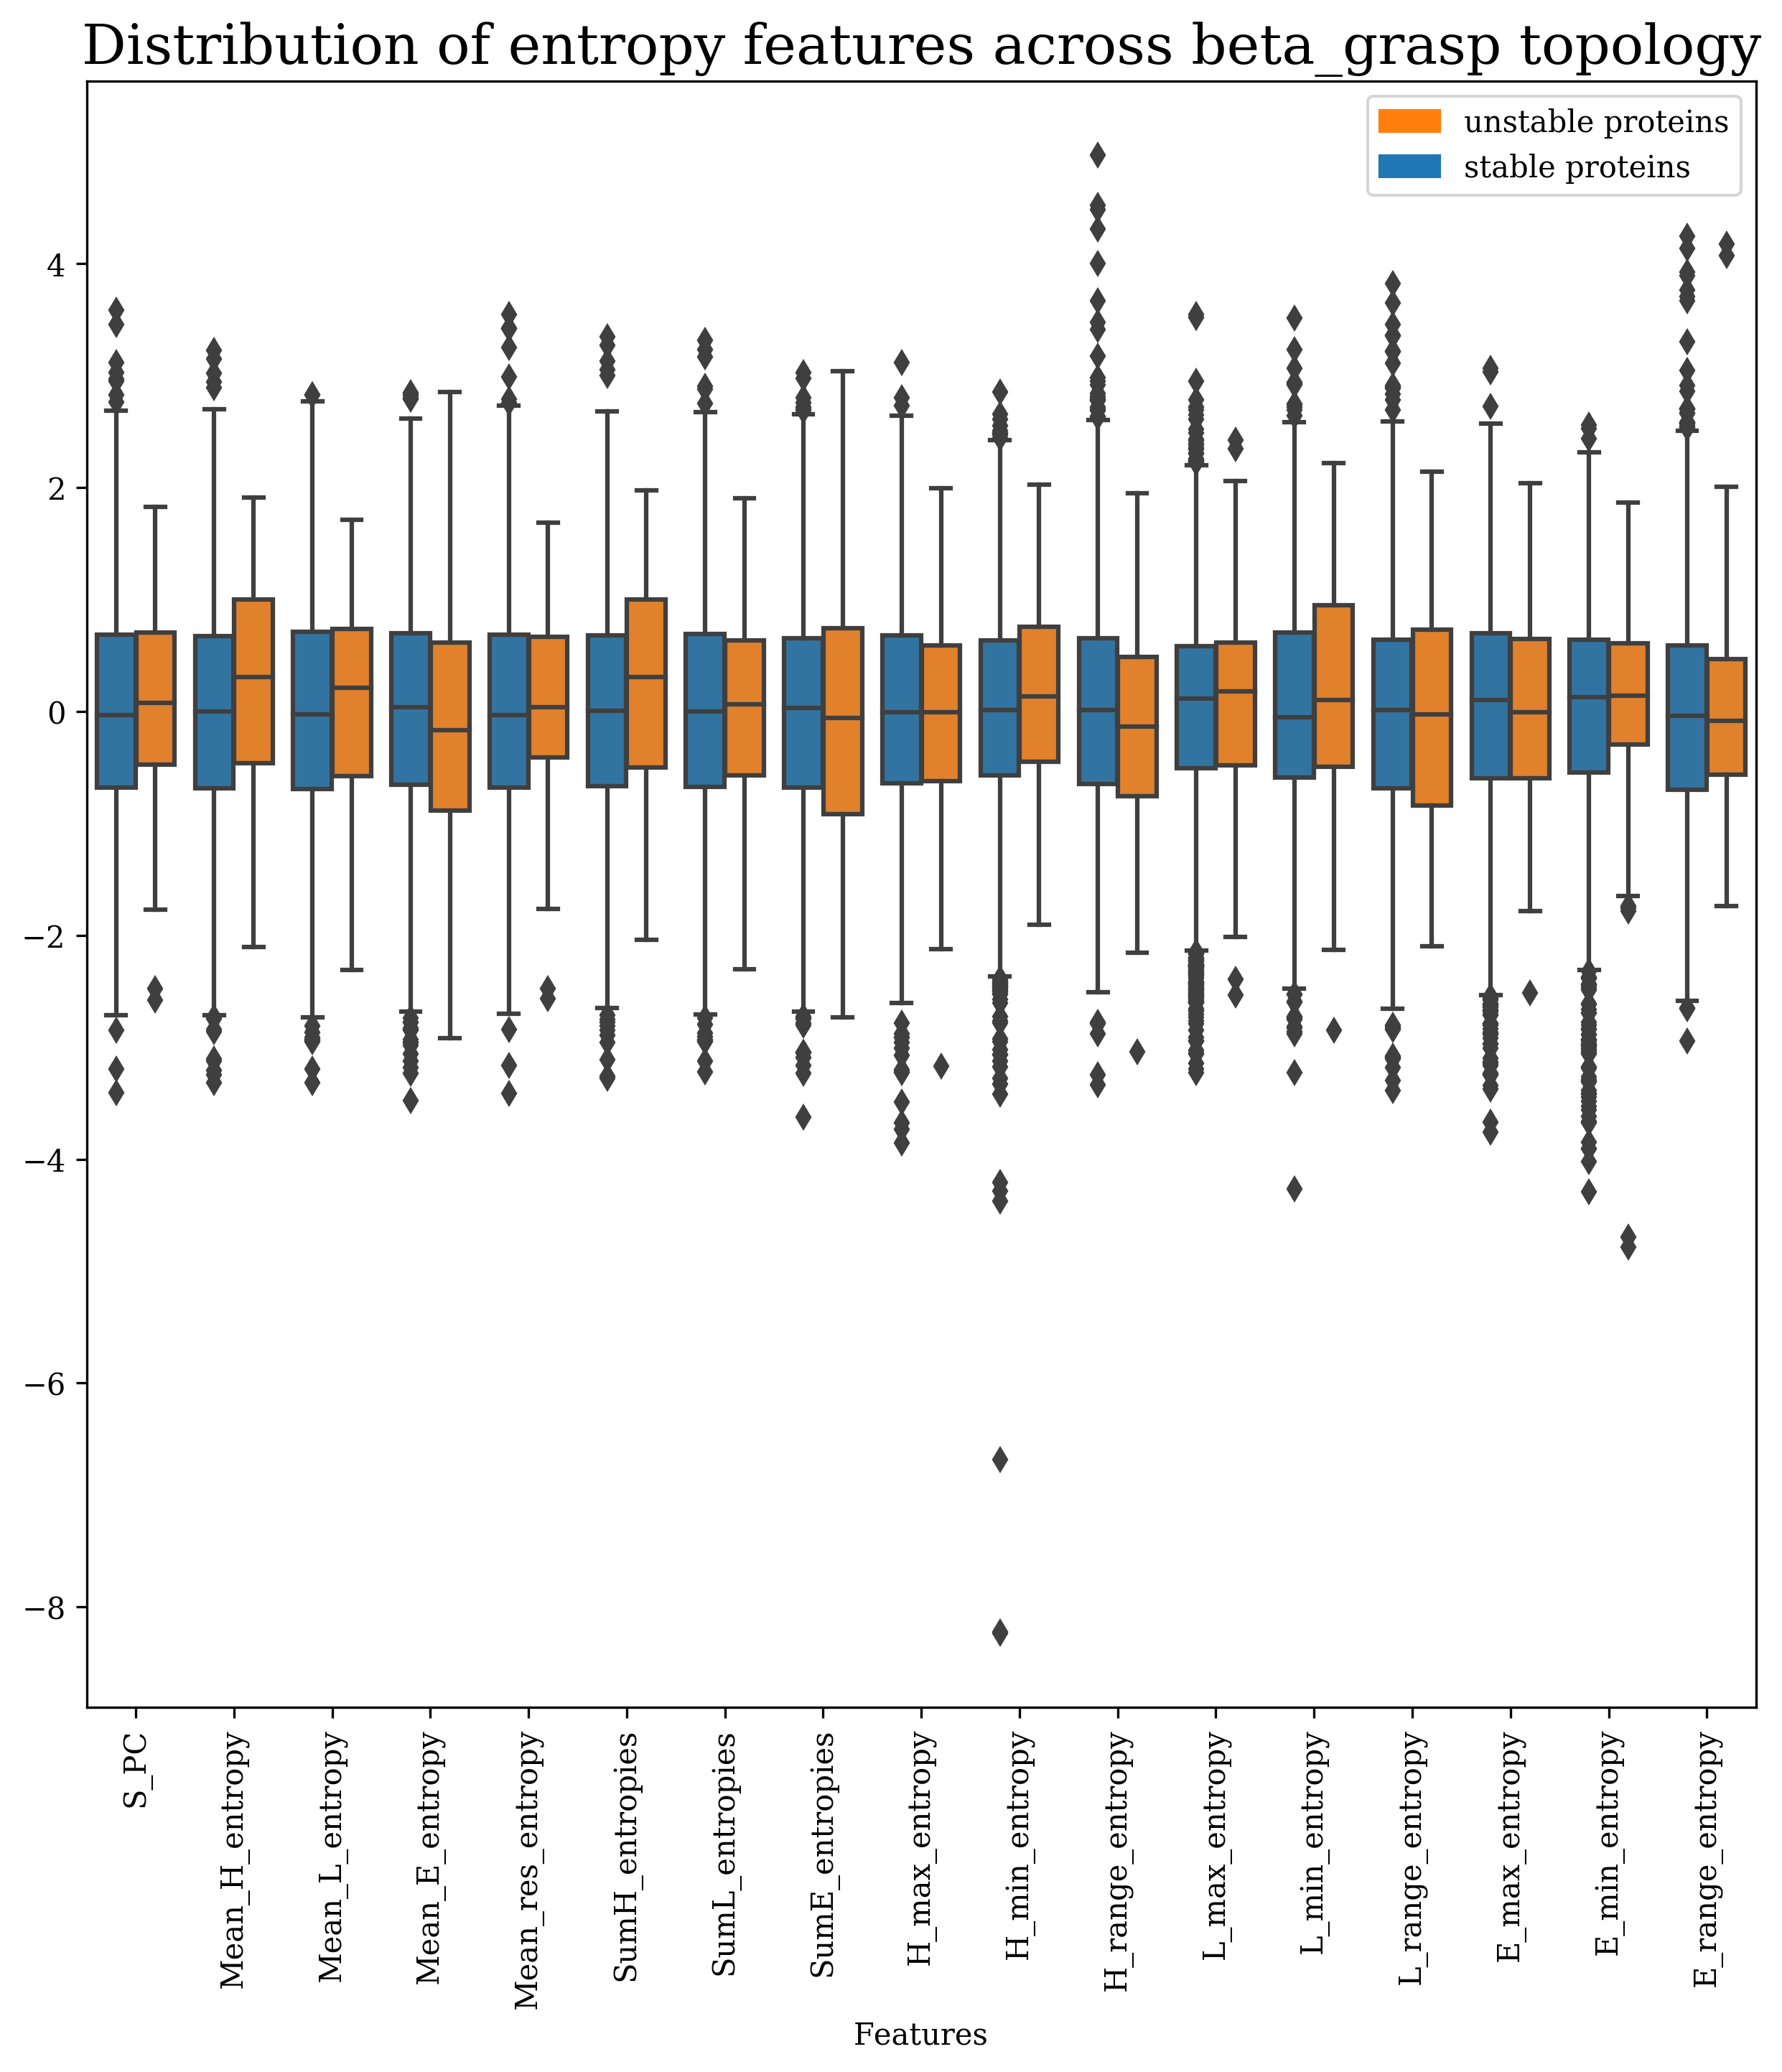 Distribution of entropy features across beta_grasp topology
unstable proteins
stable proteins
4
2
0
−2
−4
−6
−8
S_PC
Mean_H_entropy
Mean_L_entropy
Mean_E_entropy
Mean_res_entropy
SumH_entropies
SumL_entropies
SumE_entropies
H_max_entropy
H_min_entropy
H_range_entropy
L_max_entropy
L_min_entropy
L_range_entropy
E_max_entropy
E_min_entropy
E_range_entropy
Features